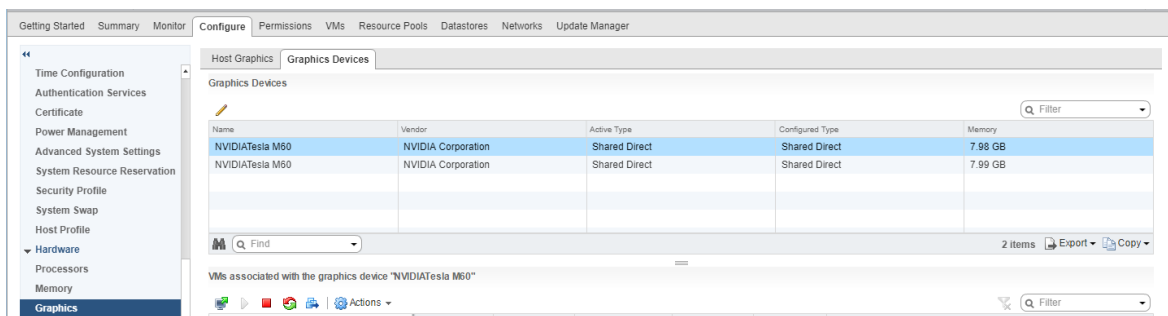 Getting Started Summary Monitor Configure Permissions VMs Resource Pools Datastores Networks Update Manager
Time Configuration
Authentication Services
Certificate
Power Management
Advanced System Settings
System Resource Reservation
Security Profile
System Swap
Host Profile
Hardware
Processors
Memory
Graphics
Host Graphics Graphics Devices
Graphics Devices
Filter
Name Vendor Active Type Configured Type Memory
NVIDIATesla M60 NVIDIA Corporation Shared Direct Shared Direct 7.98 GB
NVIDIATesla M60 NVIDIA Corporation Shared Direct Shared Direct 7.99 GB
Find 2 items Export Copy
VMs associated with the graphics device "NVIDIATesla M60"
Actions Filter